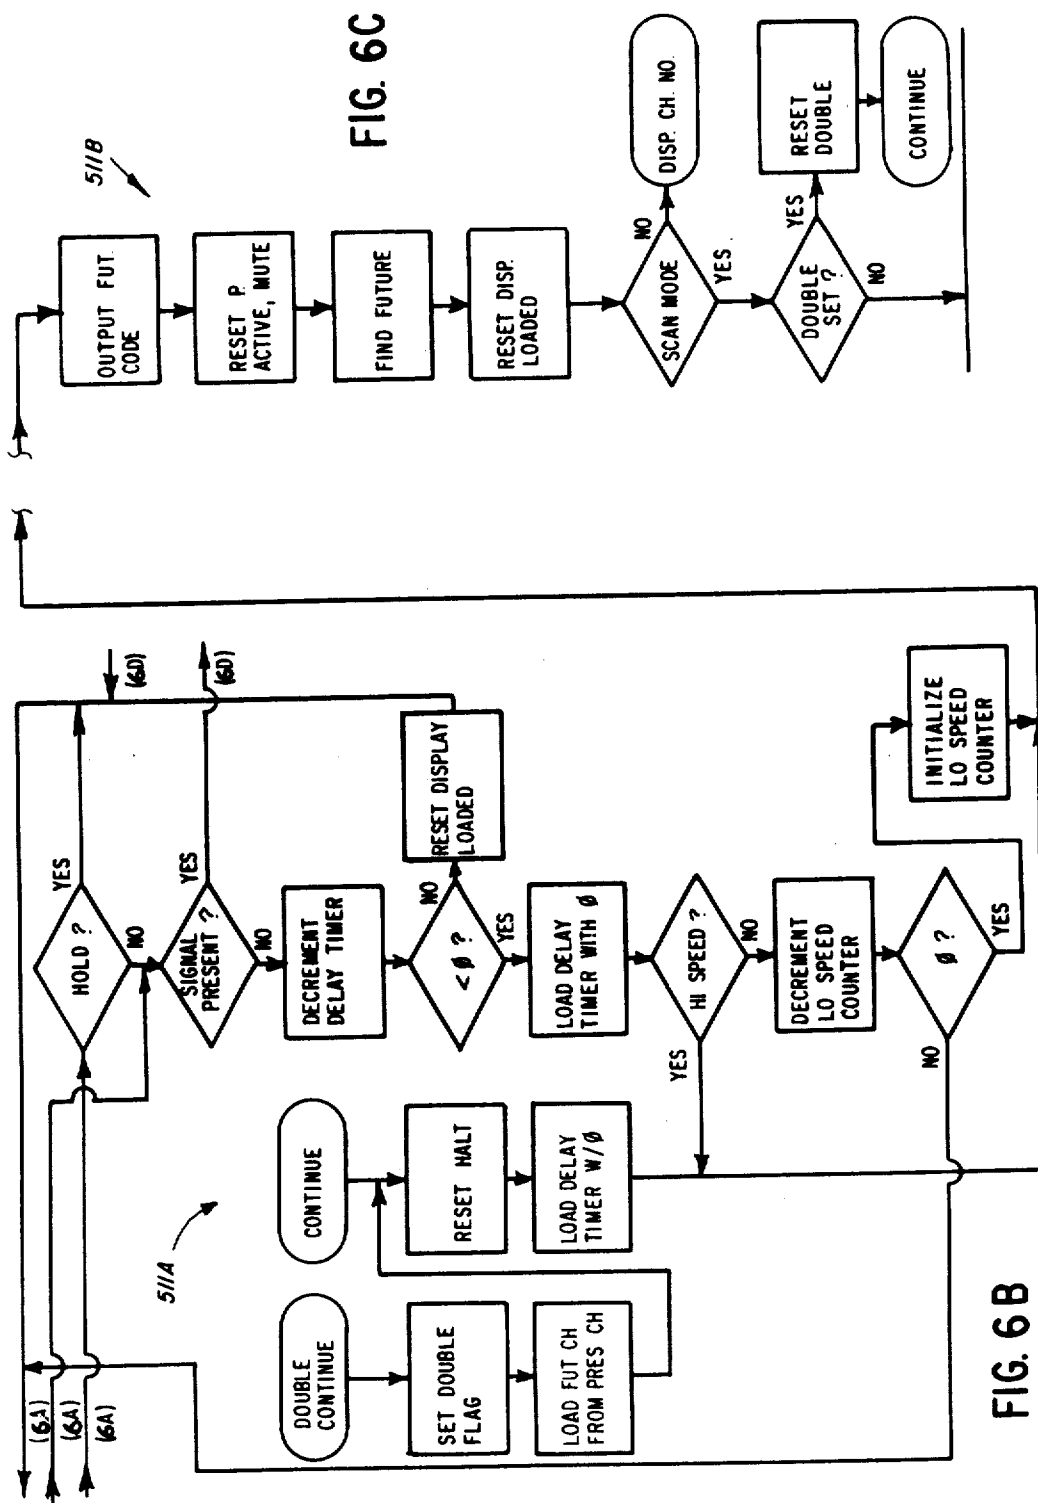 (6A)
(6A)
(6A)
HOLD ?
YES
NO
(6D)
SIGNAL
PRESENT ?
YES
NO
(6D)
DECREMENT
DELAY TIMER
< Ø ?
NO
YES
RESET DISPLAY
LOADED
LOAD DELAY
TIMER WITH Ø
HI SPEED ?
YES
NO
DECREMENT
LO SPEED
COUNTER
Ø ?
NO
YES
INITIALIZE
LO SPEED
COUNTER
511A
DOUBLE
CONTINUE
SET DOUBLE
FLAG
LOAD FUT CH
FROM PRES CH
CONTINUE
RESET HALT
LOAD DELAY
TIMER W/Ø
FIG. 6B
511B
OUTPUT FUT.
CODE
RESET P.
ACTIVE, MUTE
FIND FUTURE
RESET DISP.
LOADED
SCAN MODE
NO
YES
DISP. CH. NO.
DOUBLE
SET ?
YES
NO
RESET
DOUBLE
CONTINUE
FIG. 6C